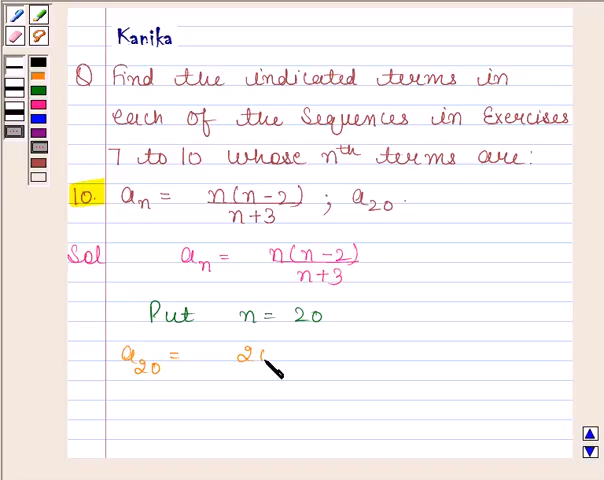 Kanika
Q Find the indicated terms in
each of the Sequences in Exercises
7 to 10 whose nth terms are:
10. aₙ = n(n-2)/n+3 ; a₂₀.
Sol aₙ = n(n-2)/n+3
Put n = 20
a₂₀ = 2(